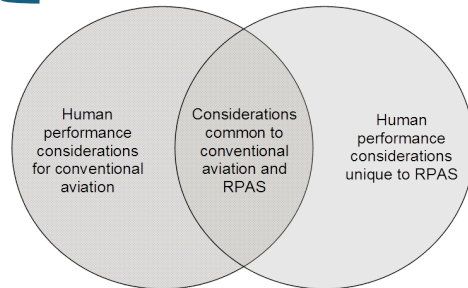 Human
performance
considerations
for conventional
aviation
Considerations
common to
conventional
aviation and
RPAS
Human
performance
considerations
unique to RPAS